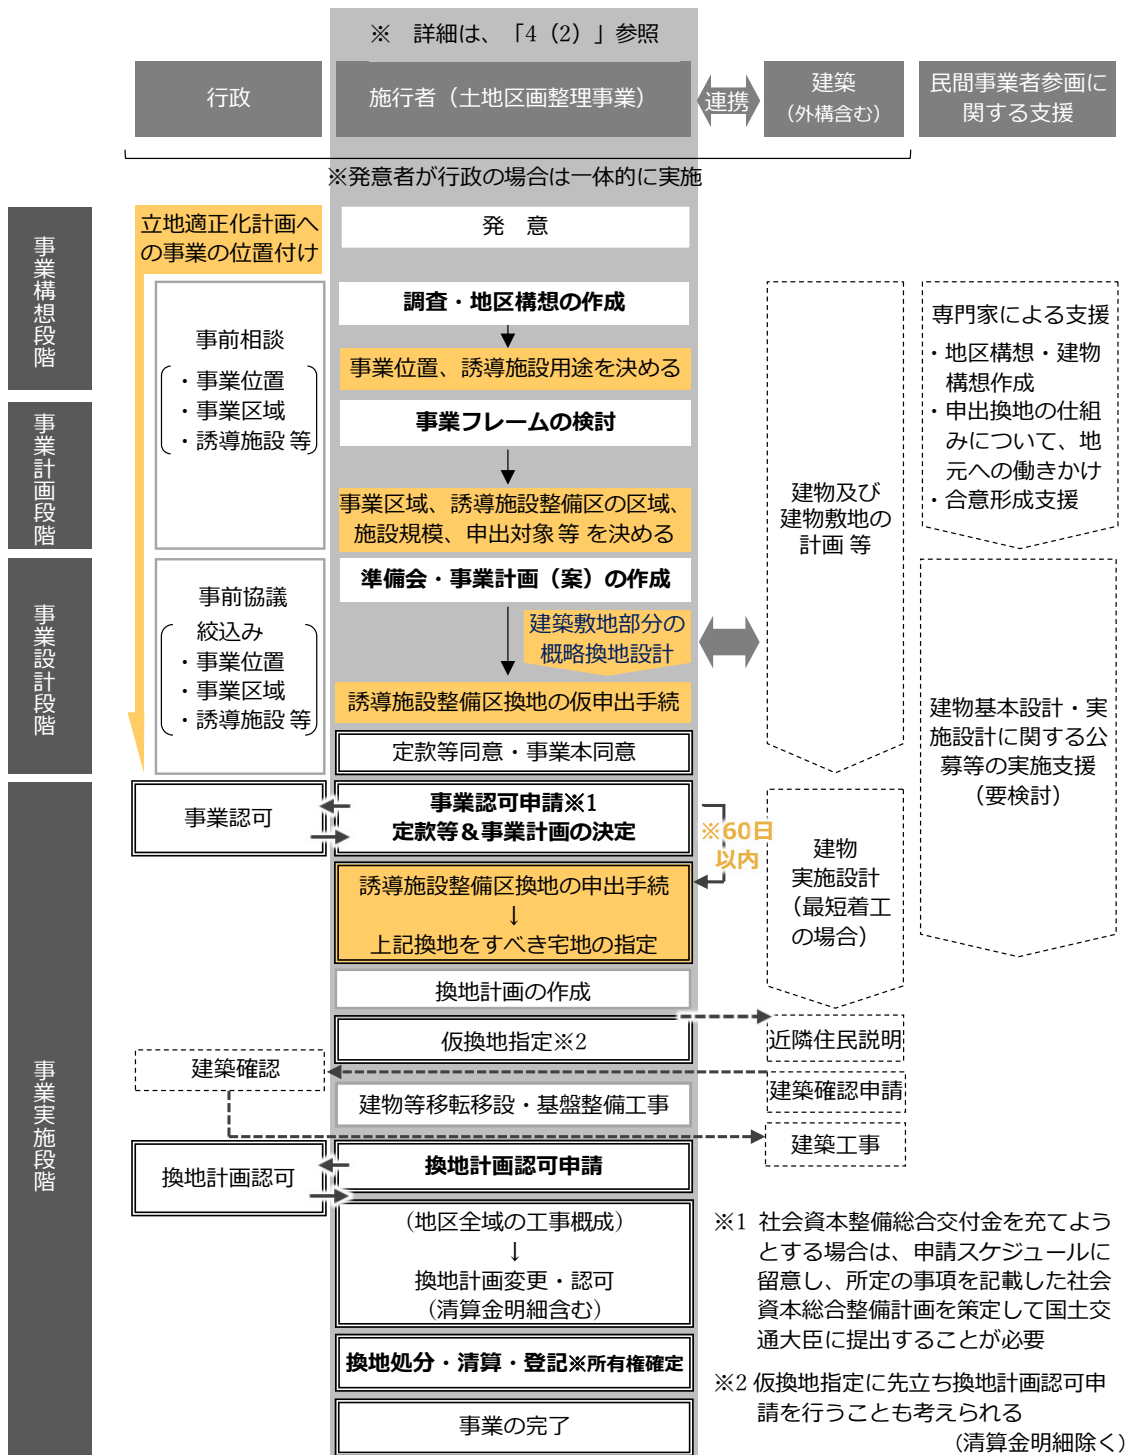 ※　詳細は、「4（2）」参照
行政
施行者（土地区画整理事業）
連携
建築
（外構含む）
民間事業者参画に
関する支援
※発意者が行政の場合は一体的に実施
事業構想段階
立地適正化計画へ
の事業の位置付け
発　意
調査・地区構想の作成
事業位置、誘導施設用途を決める
事前相談
・事業位置
・事業区域
・誘導施設 等
専門家による支援
・地区構想・建物
構想作成
・申出換地の仕組
みについて、地
元への働きかけ
・合意形成支援
事業計画段階
事業フレームの検討
事業区域、誘導施設整備区の区域、
施設規模、申出対象 等 を決める
建物及び
建物敷地の
計画 等
事業設計段階
準備会・事業計画（案）の作成
建築敷地部分の
概略換地設計
誘導施設整備区換地の仮申出手続
定款等同意・事業本同意
事前協議
絞込み
・事業位置
・事業区域
・誘導施設 等
建物基本設計・実
施設計に関する公
募等の実施支援
（要検討）
事業実施段階
事業認可
事業認可申請※1
定款等＆事業計画の決定
※60日
以内
誘導施設整備区換地の申出手続
↓
上記換地をすべき宅地の指定
建物
実施設計
（最短着工
の場合）
換地計画の作成
仮換地指定※2
近隣住民説明
建築確認
建築確認申請
建物等移転移設・基盤整備工事
建築工事
換地計画認可
換地計画認可申請
（地区全域の工事概成）
↓
換地計画変更・認可
（清算金明細含む）
換地処分・清算・登記※所有権確定
事業の完了
※1 社会資本整備総合交付金を充てよう
とする場合は、申請スケジュールに
留意し、所定の事項を記載した社会
資本総合整備計画を策定して国土交
通大臣に提出することが必要
※2 仮換地指定に先立ち換地計画認可申
請を行うことも考えられる
（清算金明細除く）